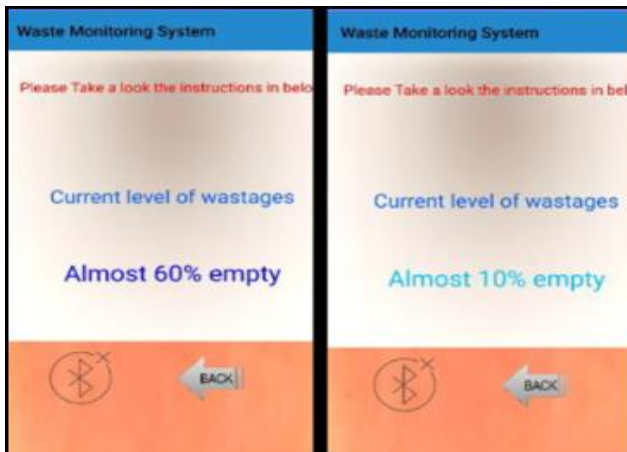 Waste Monitoring System
Please Take a look the instructions in belo
Current level of wastages
Almost 60% empty
BACK
Waste Monitoring System
Please Take a look the instructions in bel
Current level of wastages
Almost 10% empty
BACK